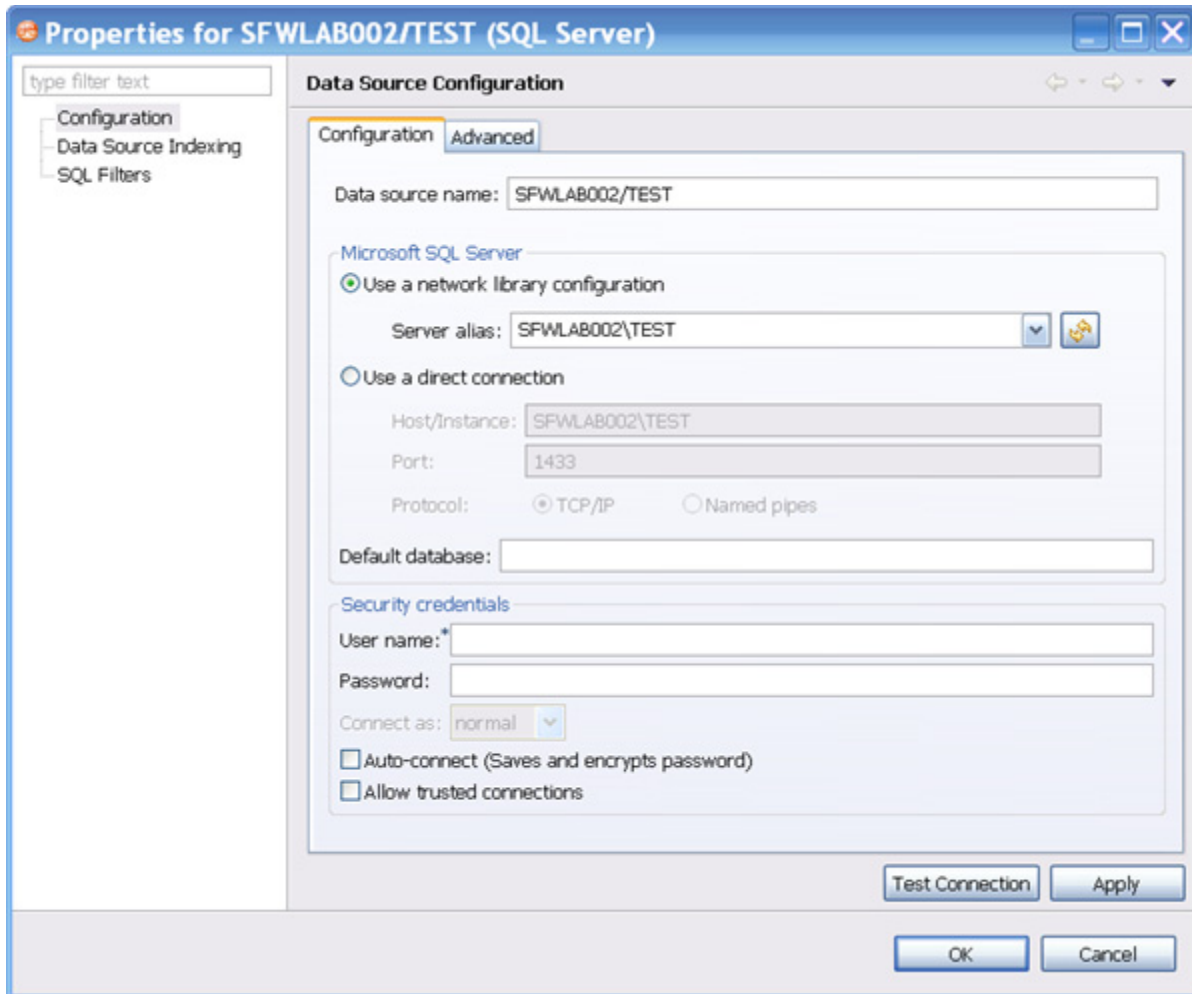 Properties for SFWLAB002/TEST (SQL Server)
type filter text
Configuration
Data Source Indexing
SQL Filters
Data Source Configuration
Configuration
Advanced
Data source name: SFWLAB002/TEST
Microsoft SQL Server
Use a network library configuration
Server alias: SFWLAB002\TEST
Use a direct connection
Host/Instance: SFWLAB002\TEST
Port: 1433
Protocol: TCP/IP Named pipes
Default database:
Security credentials
User name:*
Password:
Connect as: normal
Auto-connect (Saves and encrypts password)
Allow trusted connections
Test Connection Apply
OK Cancel